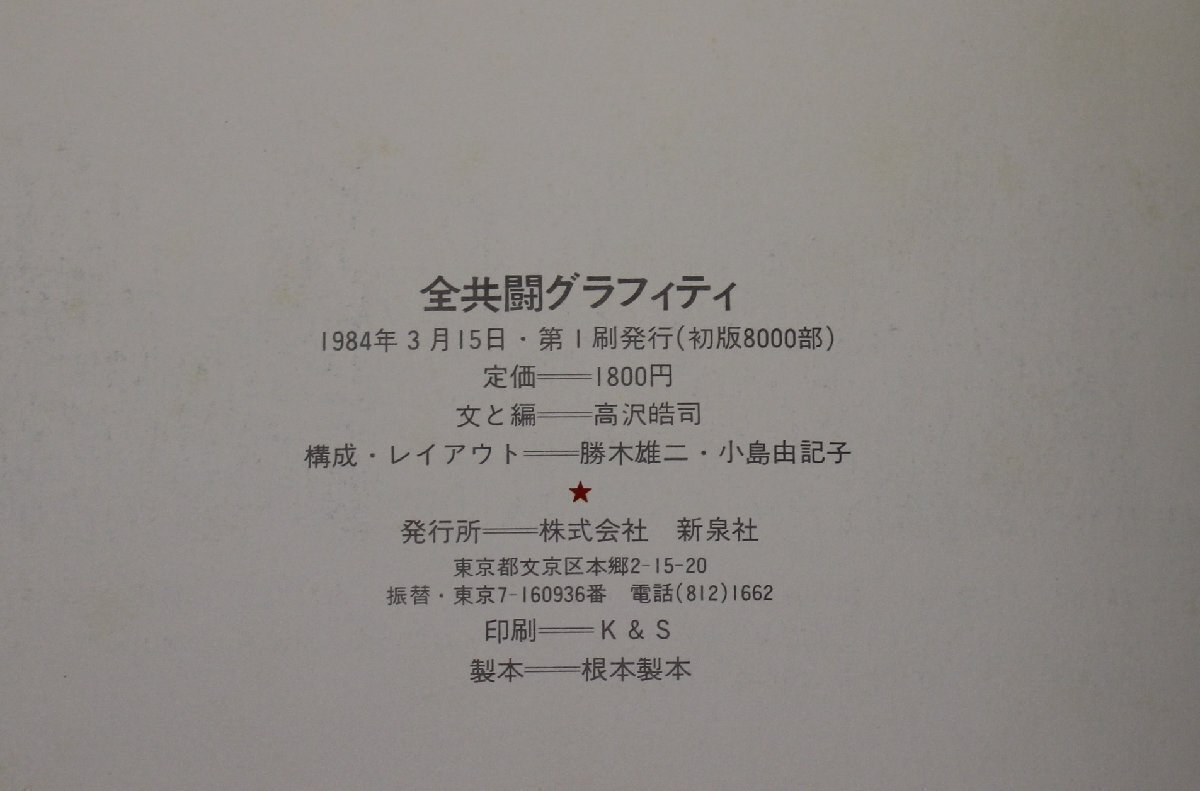 全共闘グラフィティ
1984年3月15日・第1刷発行(初版8000部)
定価──1800円
文と編──高沢皓司
構成・レイアウト──勝木雄二・小島由記子
★
発行所──株式会社　新泉社
東京都文京区本郷2-15-20
振替・東京7-160936番　電話(812)1662
印刷──K & S
製本──根本製本